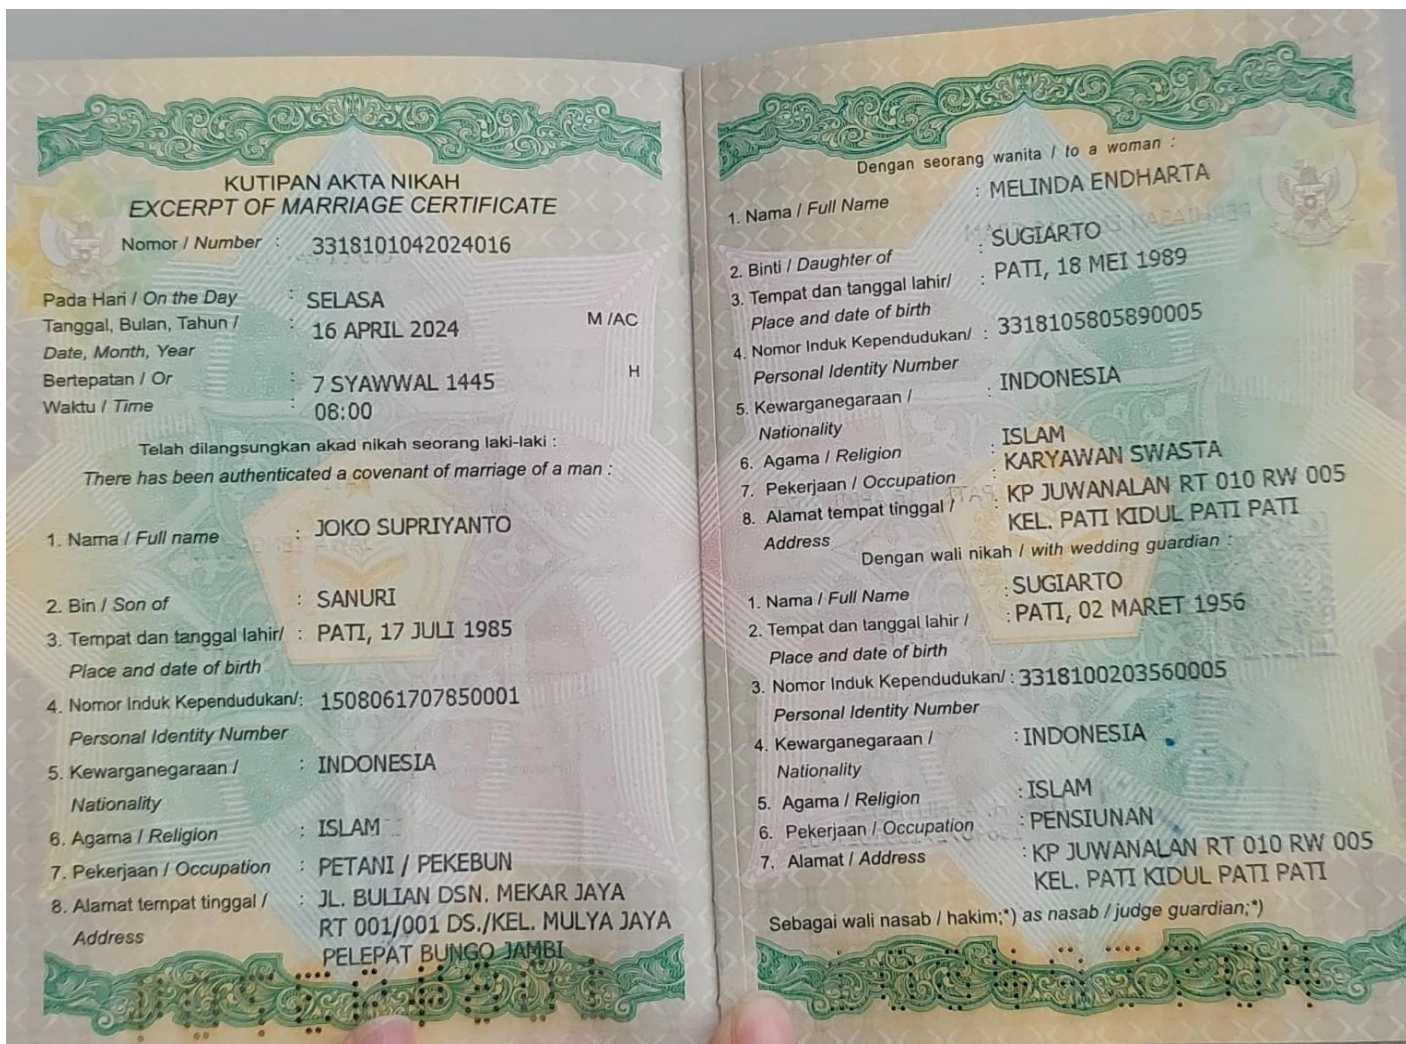 KUTIPAN AKTA NIKAH
EXCERPT OF MARRIAGE CERTIFICATE
Nomor / Number : 3318101042024016
Pada Hari / On the Day : SELASA
Tanggal, Bulan, Tahun / : 16 APRIL 2024 M /AC
Date, Month, Year
Bertepatan / Or : 7 SYAWWAL 1445 H
Waktu / Time : 08:00
Telah dilangsungkan akad nikah seorang laki-laki :
There has been authenticated a covenant of marriage of a man :
1. Nama / Full name : JOKO SUPRIYANTO
2. Bin / Son of : SANURI
3. Tempat dan tanggal lahir/ : PATI, 17 JULI 1985
Place and date of birth
4. Nomor Induk Kependudukan/: 1508061707850001
Personal Identity Number
5. Kewarganegaraan / : INDONESIA
Nationality
6. Agama / Religion : ISLAM
7. Pekerjaan / Occupation : PETANI / PEKEBUN
8. Alamat tempat tinggal / : JL. BULIAN DSN. MEKAR JAYA
Address RT 001/001 DS./KEL. MULYA JAYA
PELEPAT BUNGO JAMBI
Dengan seorang wanita / to a woman :
1. Nama / Full Name : MELINDA ENDHARTA
2. Binti / Daughter of : SUGIARTO
3. Tempat dan tanggal lahir/ : PATI, 18 MEI 1989
Place and date of birth
4. Nomor Induk Kependudukan/ : 3318105805890005
Personal Identity Number
5. Kewarganegaraan / : INDONESIA
Nationality
6. Agama / Religion : ISLAM
7. Pekerjaan / Occupation : KARYAWAN SWASTA
8. Alamat tempat tinggal / : KP JUWANALAN RT 010 RW 005
Address KEL. PATI KIDUL PATI PATI
Dengan wali nikah / with wedding guardian :
1. Nama / Full Name : SUGIARTO
2. Tempat dan tanggal lahir / : PATI, 02 MARET 1956
Place and date of birth
3. Nomor Induk Kependudukan/ : 3318100203560005
Personal Identity Number
4. Kewarganegaraan / : INDONESIA
Nationality
5. Agama / Religion : ISLAM
6. Pekerjaan / Occupation : PENSIUNAN
7. Alamat / Address : KP JUWANALAN RT 010 RW 005
KEL. PATI KIDUL PATI PATI
Sebagai wali nasab / hakim;*) as nasab / judge guardian;*)